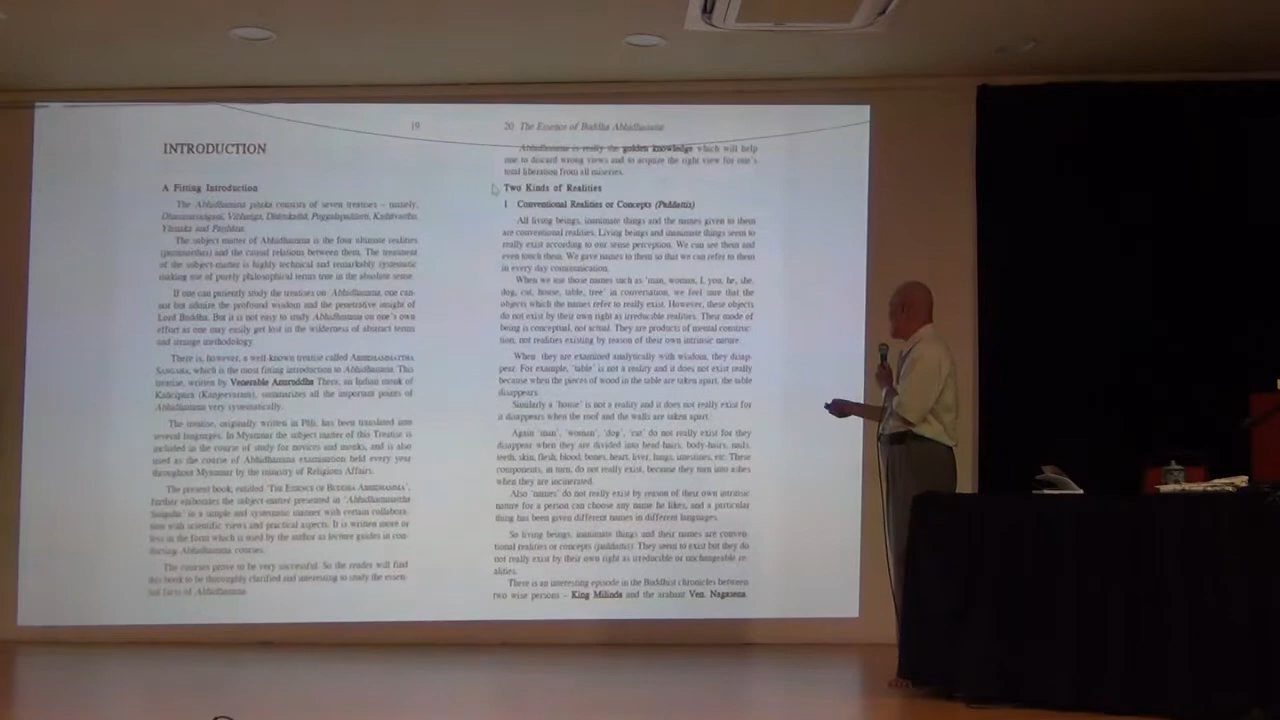 19
INTRODUCTION
A Fitting Introduction
The Abhidhamma pitaka consists of seven treatises – namely,
Dhammasangani, Vibhanga, Dhatukatha, Puggalapannatti, Kathavatthu,
Yamaka and Patthana.
The subject matter of Abhidhamma is the four ultimate realities
(paramatthas) and the causal relations between them. The treatment
of the subject-matter is highly technical and remarkably systematic
making use of purely philosophical terms true in the absolute sense.
If one can patiently study the treatises on Abhidhamma, one can-
not but admire the profound wisdom and the penetrative insight of
Lord Buddha. But it is not easy to study Abhidhamma on one's own
effort as one may easily get lost in the wilderness of abstract terms
and strange methodology.
There is, however, a well-known treatise called ABHIDHAMMATTHA
SANGAHA, which is the most fitting introduction to Abhidhamma. This
treatise, written by Venerable Anuruddha Thera, an Indian monk of
Kañcipura (Kanjeevaram), summarizes all the important points of
Abhidhamma very systematically.
The treatise, originally written in Pāli, has been translated into
several languages. In Myanmar the subject matter of this Treatise is
included in the course of study for novices and monks, and is also
used as the course of Abhidhamma examination held every year
throughout Myanmar by the ministry of Religious Affairs.
The present book, entitled 'THE ESSENCE OF BUDDHA ABHIDHAMMA',
further elaborates the subject-matter presented in 'Abhidhammattha
Sangaha' in a simple and systematic manner with certain collabora-
tion with scientific views and practical aspects. It is written more or
less in the form which is used by the author as lecture guides in con-
ducting Abhidhamma courses.
The courses prove to be very successful. So the reader will find
this book to be thoroughly clarified and interesting to study the essen-
tial facts of Abhidhamma.
20 The Essence of Buddha Abhidhamma
Abhidhamma is really the golden knowledge which will help
one to discard wrong views and to acquire the right view for one's
total liberation from all miseries.
Two Kinds of Realities
1 Conventional Realities or Concepts (Paññattis)
All living beings, inanimate things and the names given to them
are conventional realities. Living beings and inanimate things seem to
really exist according to our sense perception. We can see them and
even touch them. We gave names to them so that we can refer to them
in every day communication.
When we use those names such as 'man, woman, I, you, he, she,
dog, cat, house, table, tree' in conversation, we feel sure that the
objects which the names refer to really exist. However, these objects
do not exist by their own right as irreducible realities. Their mode of
being is conceptual, not actual. They are products of mental construc-
tion, not realities existing by reason of their own intrinsic nature.
When they are examined analytically with wisdom, they disap-
pear. For example, 'table' is not a reality and it does not exist really
because when the pieces of wood in the table are taken apart, the table
disappears.
Similarly a 'house' is not a reality and it does not really exist for
it disappears when the roof and the walls are taken apart.
Again 'man', 'woman', 'dog', 'cat' do not really exist for they
disappear when they are divided into head-hairs, body-hairs, nails,
teeth, skin, flesh, blood, bones, heart, liver, lungs, intestines, etc. These
components, in turn, do not really exist, because they turn into ashes
when they are incinerated.
Also 'names' do not really exist by reason of their own intrinsic
nature for a person can choose any name he likes, and a particular
thing has been given different names in different languages.
So living beings, inanimate things and their names are conven-
tional realities or concepts (paññattis). They seem to exist but they do
not really exist by their own right as irreducible or unchangeable re-
alities.
There is an interesting episode in the Buddhist chronicles between
two wise persons – King Milinda and the arahant Ven. Nagasena.